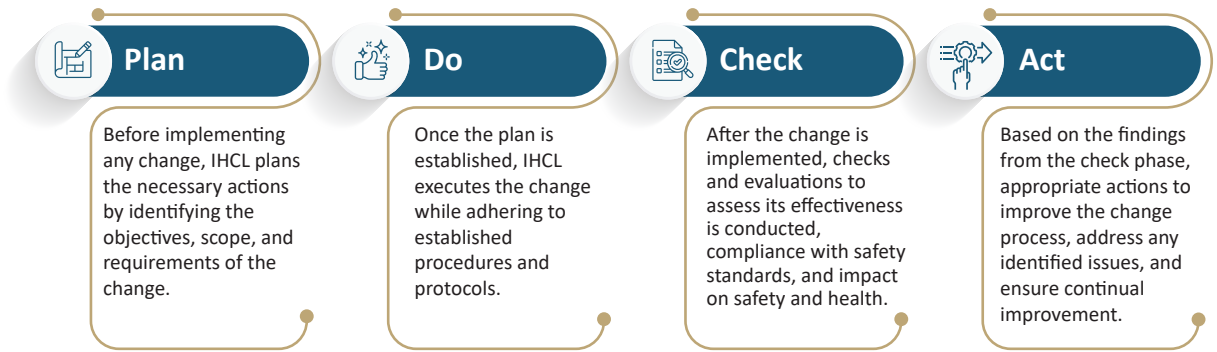 Plan
Before implementing
any change, IHCL plans
the necessary actions
by identifying the
objectives, scope, and
requirements of the
change.
Do
Once the plan is
established, IHCL
executes the change
while adhering to
established
procedures and
protocols.
Check
After the change is
implemented, checks
and evaluations to
assess its effectiveness
is conducted,
compliance with safety
standards, and impact
on safety and health.
Act
Based on the findings
from the check phase,
appropriate actions to
improve the change
process, address any
identified issues, and
ensure continual
improvement.